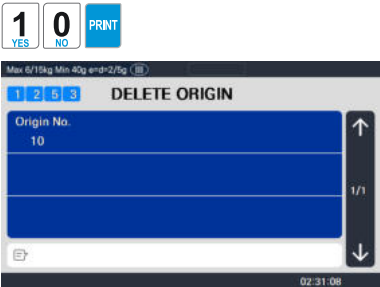 1 0 PRINT
YES NO
Max 6/15kg Min 40g e=d=2/5g (III)
1 2 5 3 DELETE ORIGIN
Origin No.
10
1/1
02:31:08